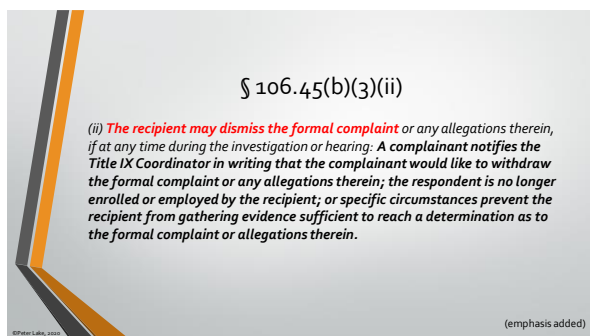 § 106.45(b)(3)(ii)
(ii) The recipient may dismiss the formal complaint or any allegations therein,
if at any time during the investigation or hearing: A complainant notifies the
Title IX Coordinator in writing that the complainant would like to withdraw
the formal complaint or any allegations therein; the respondent is no longer
enrolled or employed by the recipient; or specific circumstances prevent the
recipient from gathering evidence sufficient to reach a determination as to
the formal complaint or allegations therein.
(emphasis added)
©Peter Lake, 2020